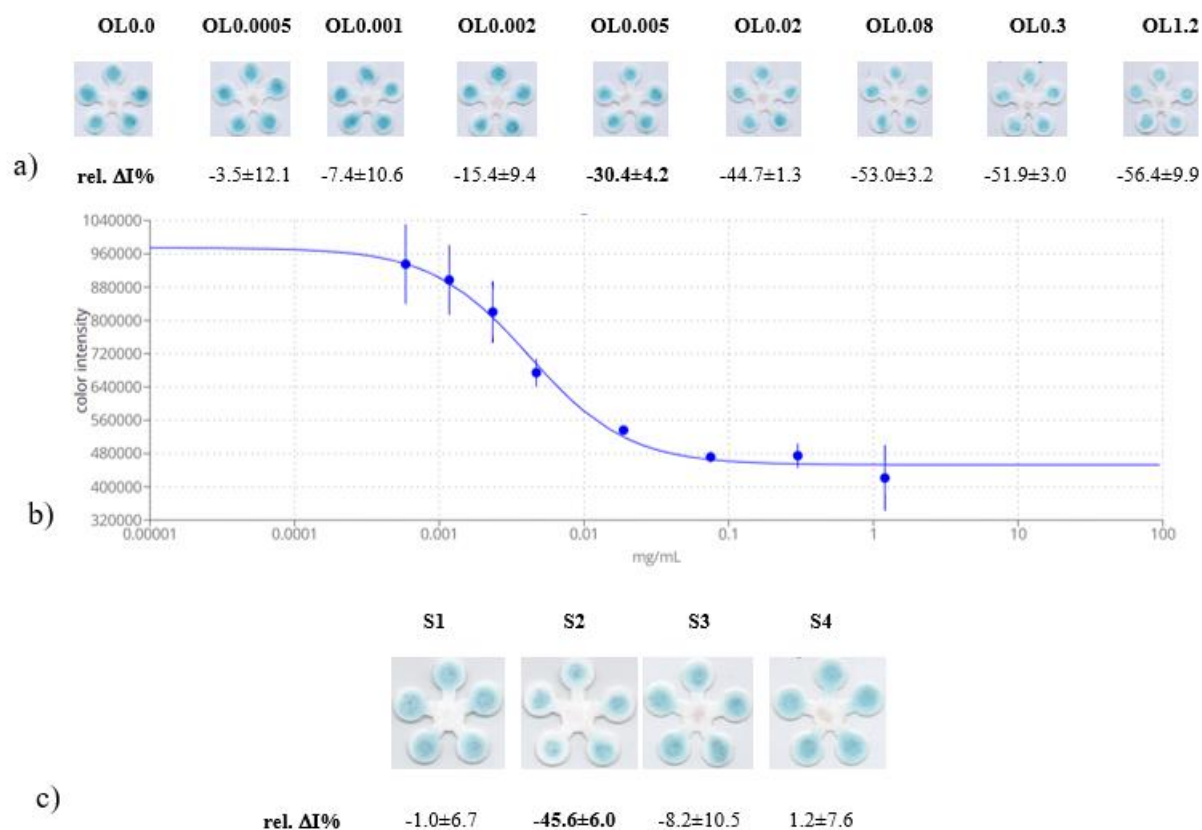 OL0.0 OL0.0005 OL0.001 OL0.002 OL0.005 OL0.02 OL0.08 OL0.3 OL1.2
a) rel. ΔI% -3.5±12.1 -7.4±10.6 -15.4±9.4 -30.4±4.2 -44.7±1.3 -53.0±3.2 -51.9±3.0 -56.4±9.9
1040000
960000
880000
800000
720000
640000
560000
480000
400000
320000
color intensity
b)
0.00001 0.0001 0.001 0.01 0.1 1 10 100
mg/mL
S1 S2 S3 S4
c) rel. ΔI% -1.0±6.7 -45.6±6.0 -8.2±10.5 1.2±7.6